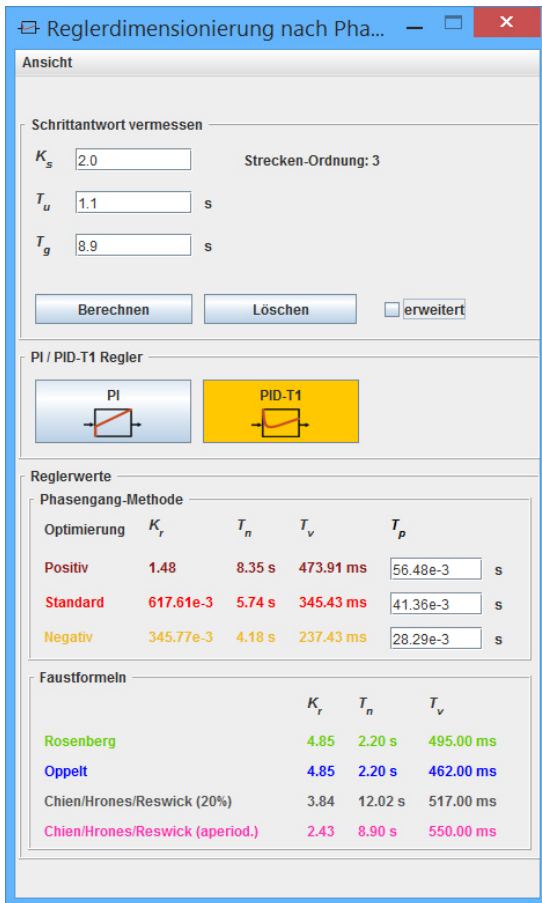 Reglerdimensionierung nach Pha...
Ansicht
Schrittantwort vermessen
Ks 2.0 Strecken-Ordnung: 3
Tu 1.1 s
Tg 8.9 s
Berechnen Löschen erweitert
PI / PID-T1 Regler
PI PID-T1
Reglerwerte
Phasengang-Methode
Optimierung Kr Tn Tv Tp
Positiv 1.48 8.35 s 473.91 ms 56.48e-3 s
Standard 617.61e-3 5.74 s 345.43 ms 41.36e-3 s
Negativ 345.77e-3 4.18 s 237.43 ms 28.29e-3 s
Faustformeln
Kr Tn Tv
Rosenberg 4.85 2.20 s 495.00 ms
Oppelt 4.85 2.20 s 462.00 ms
Chien/Hrones/Reswick (20%) 3.84 12.02 s 517.00 ms
Chien/Hrones/Reswick (aperiod.) 2.43 8.90 s 550.00 ms